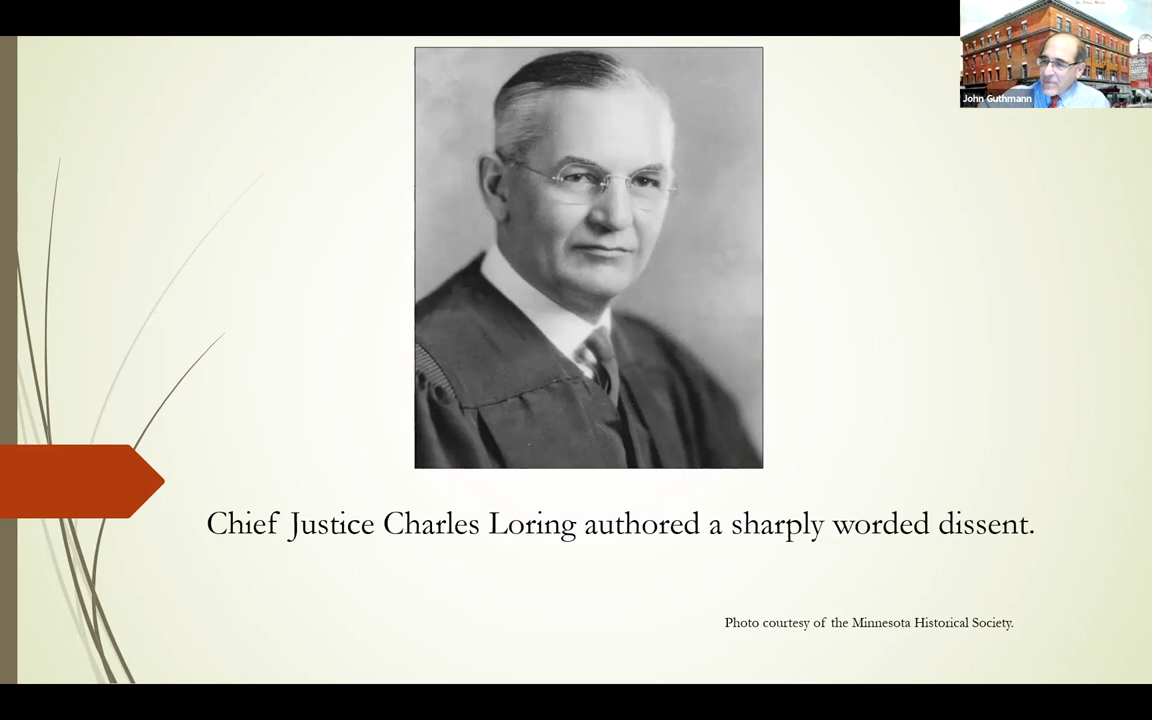 John Guthmann
Chief Justice Charles Loring authored a sharply worded dissent.
Photo courtesy of the Minnesota Historical Society.